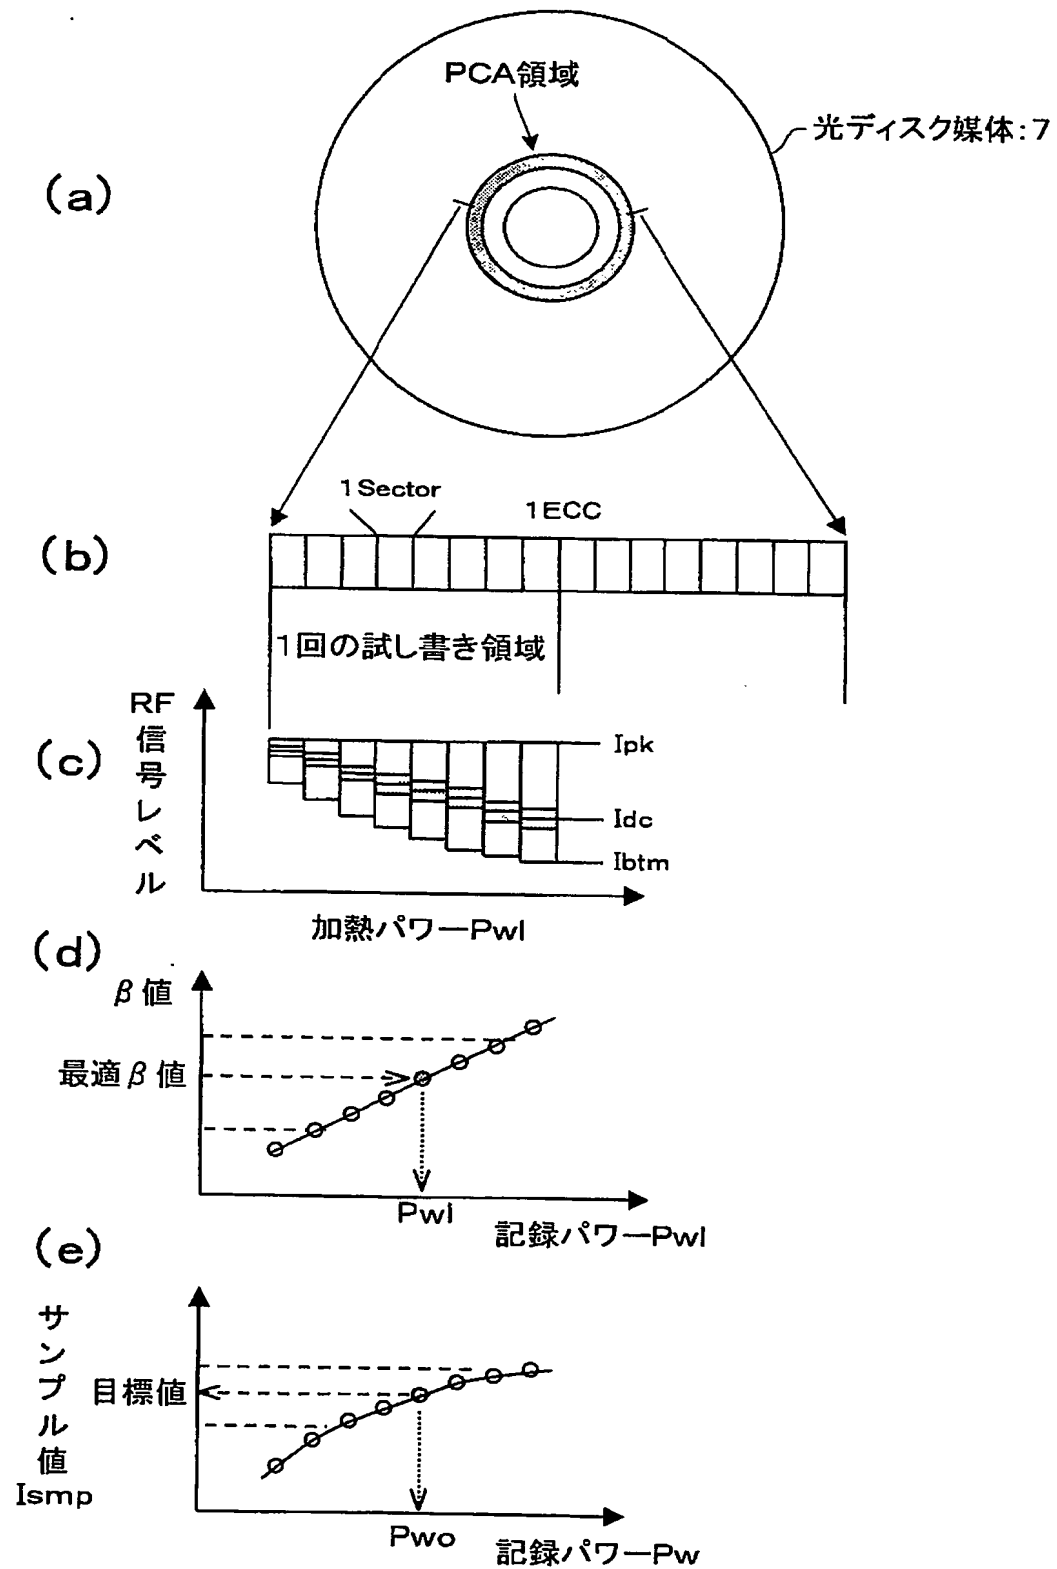 PCA領域
光ディスク媒体:7
(a)
1Sector
1ECC
(b)
1回の試し書き領域
RF信号レベル
(c)
Ipk
Idc
Ibtm
加熱パワーPwl
(d)
β値
最適β値
Pwl
記録パワーPwl
(e)
サンプル値
Ismp
目標値
Pwo
記録パワーPw